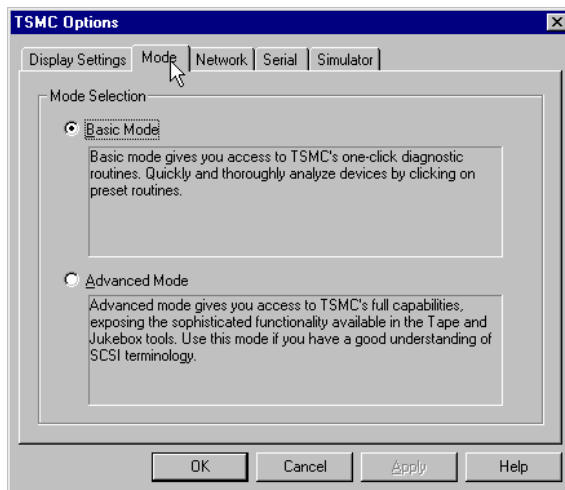 TSMC Options
Display Settings Mode Network Serial Simulator
Mode Selection
Basic Mode
Basic mode gives you access to TSMC's one-click diagnostic
routines. Quickly and thoroughly analyze devices by clicking on
preset routines.
Advanced Mode
Advanced mode gives you access to TSMC's full capabilities,
exposing the sophisticated functionality available in the Tape and
Jukebox tools. Use this mode if you have a good understanding of
SCSI terminology.
OK Cancel Apply Help